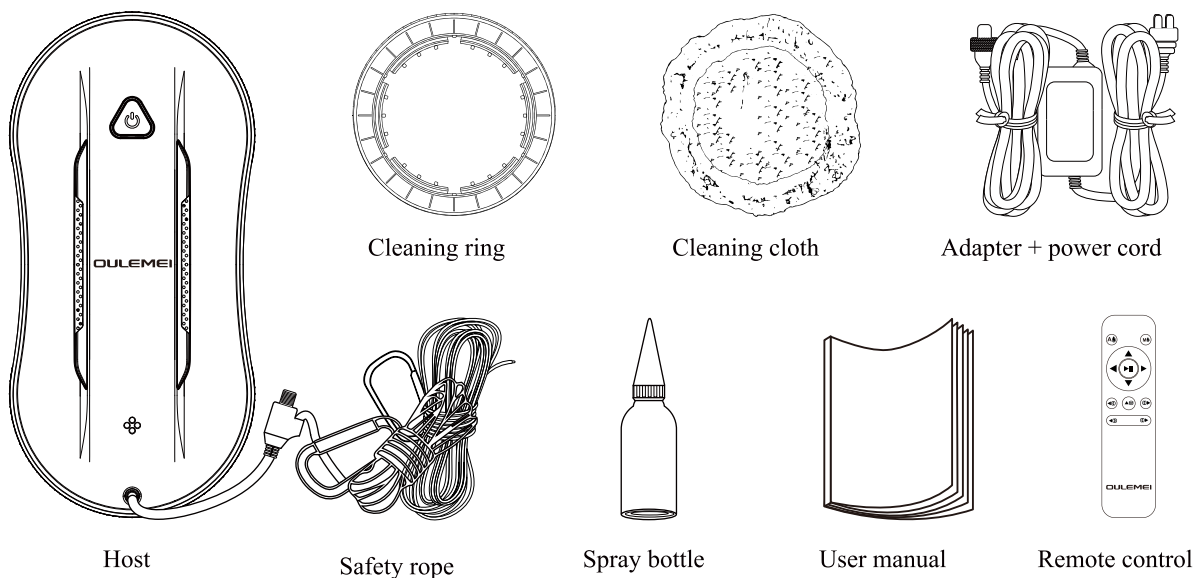 OULEMEI
Cleaning ring
Cleaning cloth
Adapter + power cord
OULEMEI
Host
Safety rope
Spray bottle
User manual
Remote control